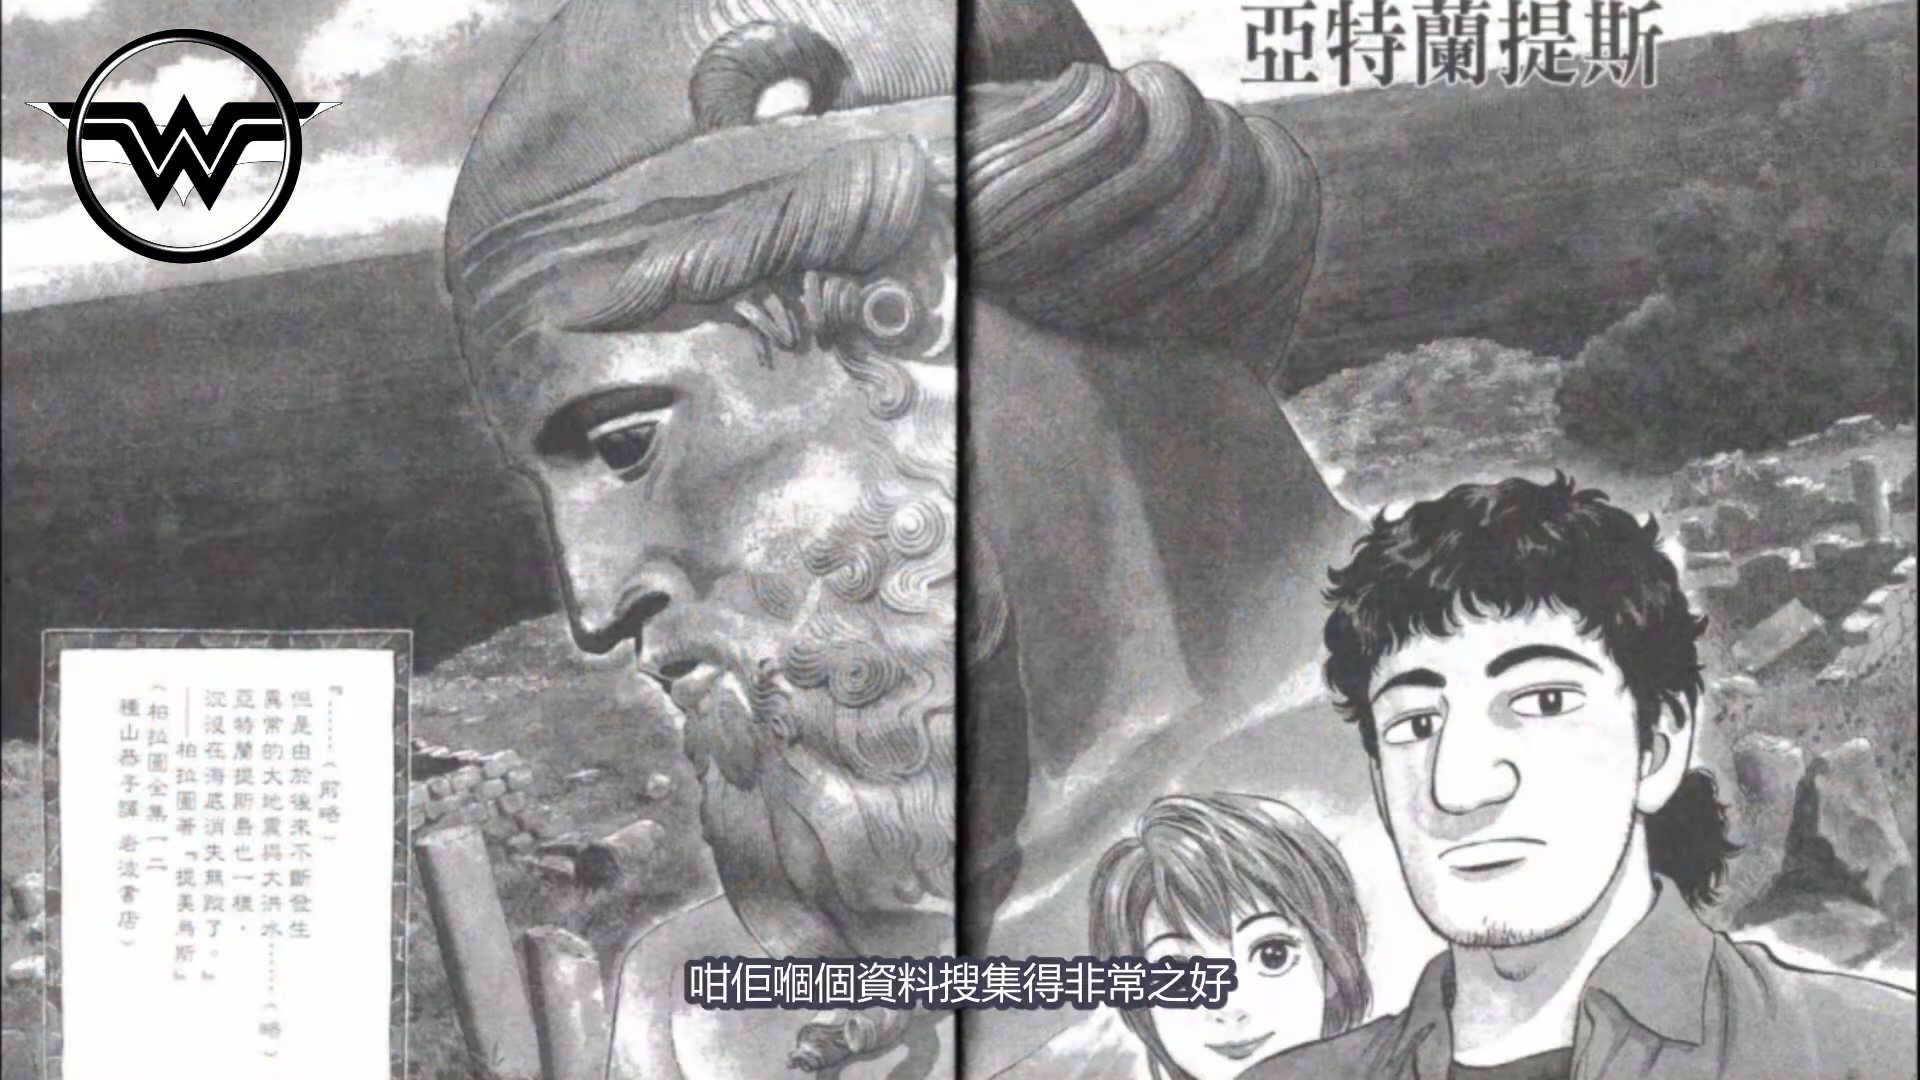 亞特蘭提斯
『……（前略）
但是由於後來不斷發生
異常的大地震與大洪水……（略）
亞特蘭提斯島也一樣，
沉沒在海底消失無蹤了。』
——柏拉圖著『提美烏斯』
（柏拉圖全集一二
種山恭子譯 岩波書店）
咁佢嗰個資料搜集得非常之好